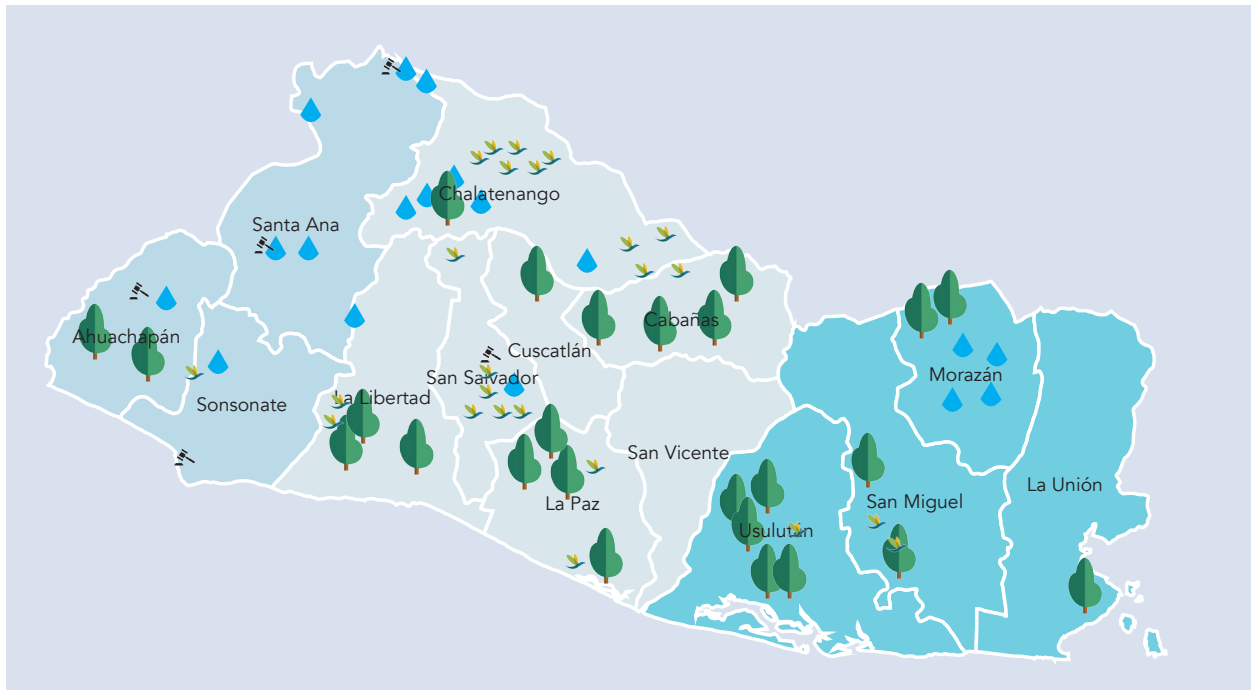 Chalatenango
Santa Ana
Ahuachapán
Cabañas
Cuscatlán
San Salvador
Morazán
Sonsonate
La Libertad
San Vicente
La Unión
La Paz
San Miguel
Usulután